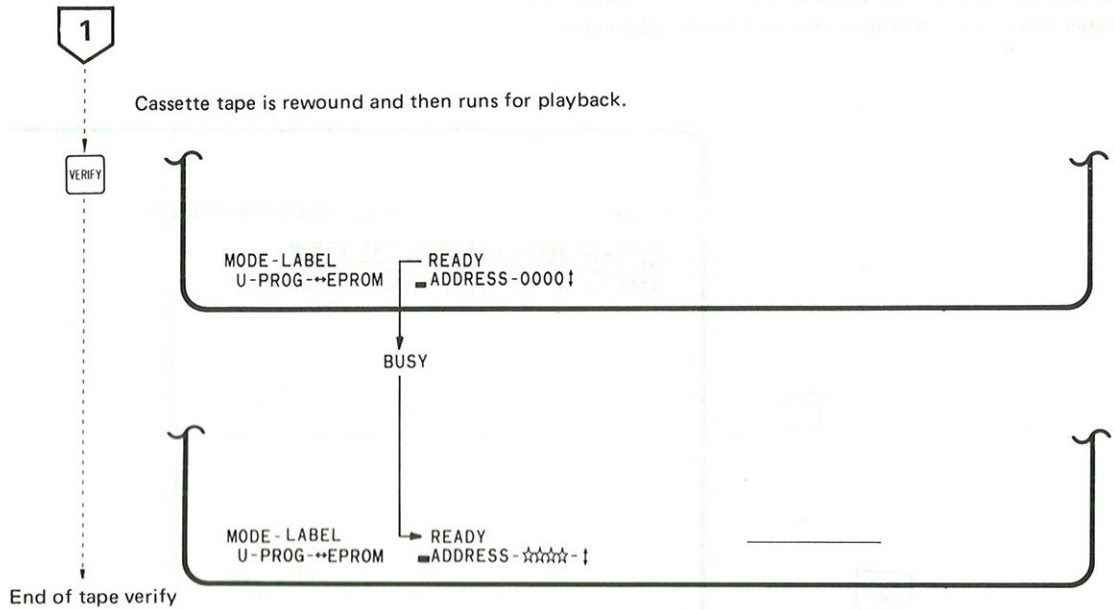 1
Cassette tape is rewound and then runs for playback.
VERIFY
MODE-LABEL READY
U-PROG-↔EPROM ▬ADDRESS-0000↕
BUSY
MODE-LABEL READY
U-PROG-↔EPROM ▬ADDRESS-☆☆☆☆-↕
End of tape verify